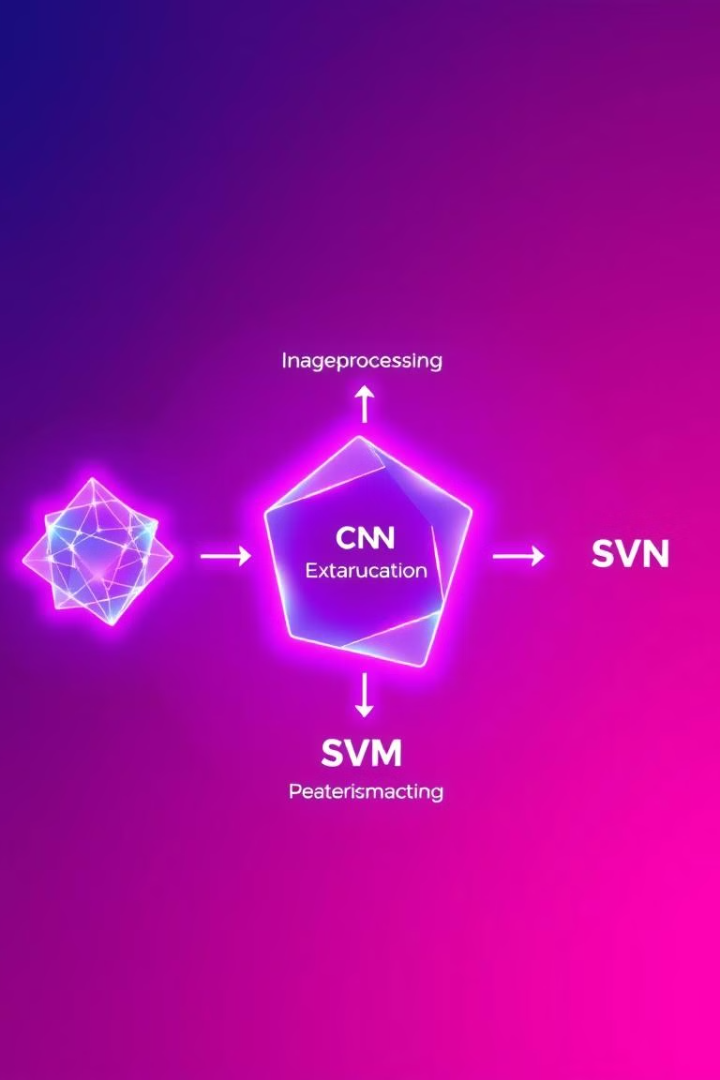 Inageprocessing
CNN
Extarucation
SVN
SVM
Peaterismacting